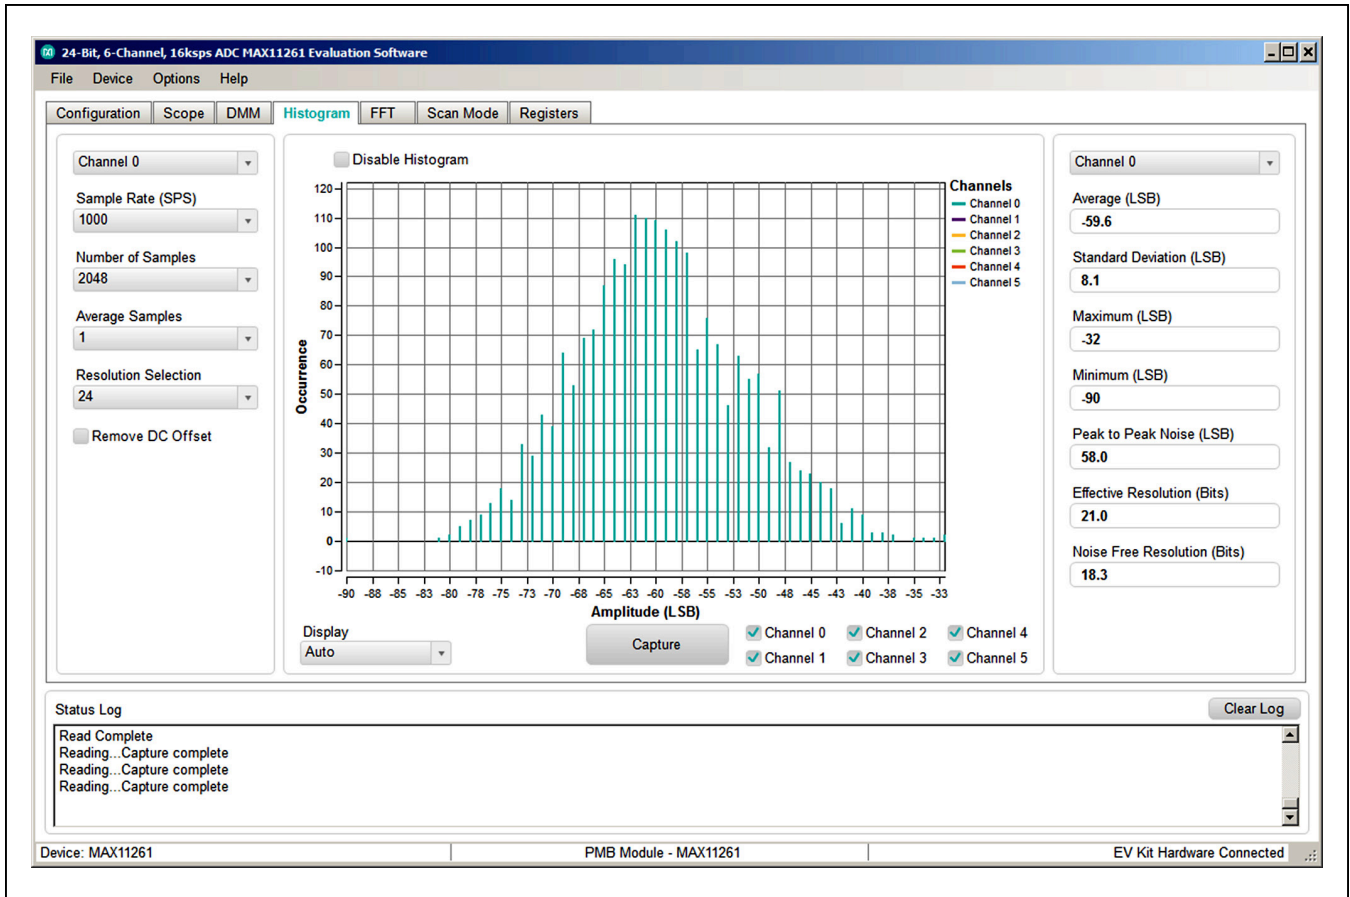 24-Bit, 6-Channel, 16ksps ADC MAX11261 Evaluation Software
File Device Options Help
Configuration Scope DMM Histogram FFT Scan Mode Registers
Channel 0
Sample Rate (SPS)
1000
Number of Samples
2048
Average Samples
1
Resolution Selection
24
Remove DC Offset
Disable Histogram
Occurrence
120
110
100
90
80
70
60
50
40
30
20
10
0
-10
-90 -88 -85 -83 -80 -78 -75 -73 -70 -68 -65 -63 -60 -58 -55 -53 -50 -48 -45 -43 -40 -38 -35 -33
Amplitude (LSB)
Channels
Channel 0
Channel 1
Channel 2
Channel 3
Channel 4
Channel 5
Display
Auto
Capture
Channel 0 Channel 2 Channel 4
Channel 1 Channel 3 Channel 5
Channel 0
Average (LSB)
-59.6
Standard Deviation (LSB)
8.1
Maximum (LSB)
-32
Minimum (LSB)
-90
Peak to Peak Noise (LSB)
58.0
Effective Resolution (Bits)
21.0
Noise Free Resolution (Bits)
18.3
Status Log
Clear Log
Read Complete
Reading...Capture complete
Reading...Capture complete
Reading...Capture complete
Device: MAX11261 PMB Module - MAX11261 EV Kit Hardware Connected